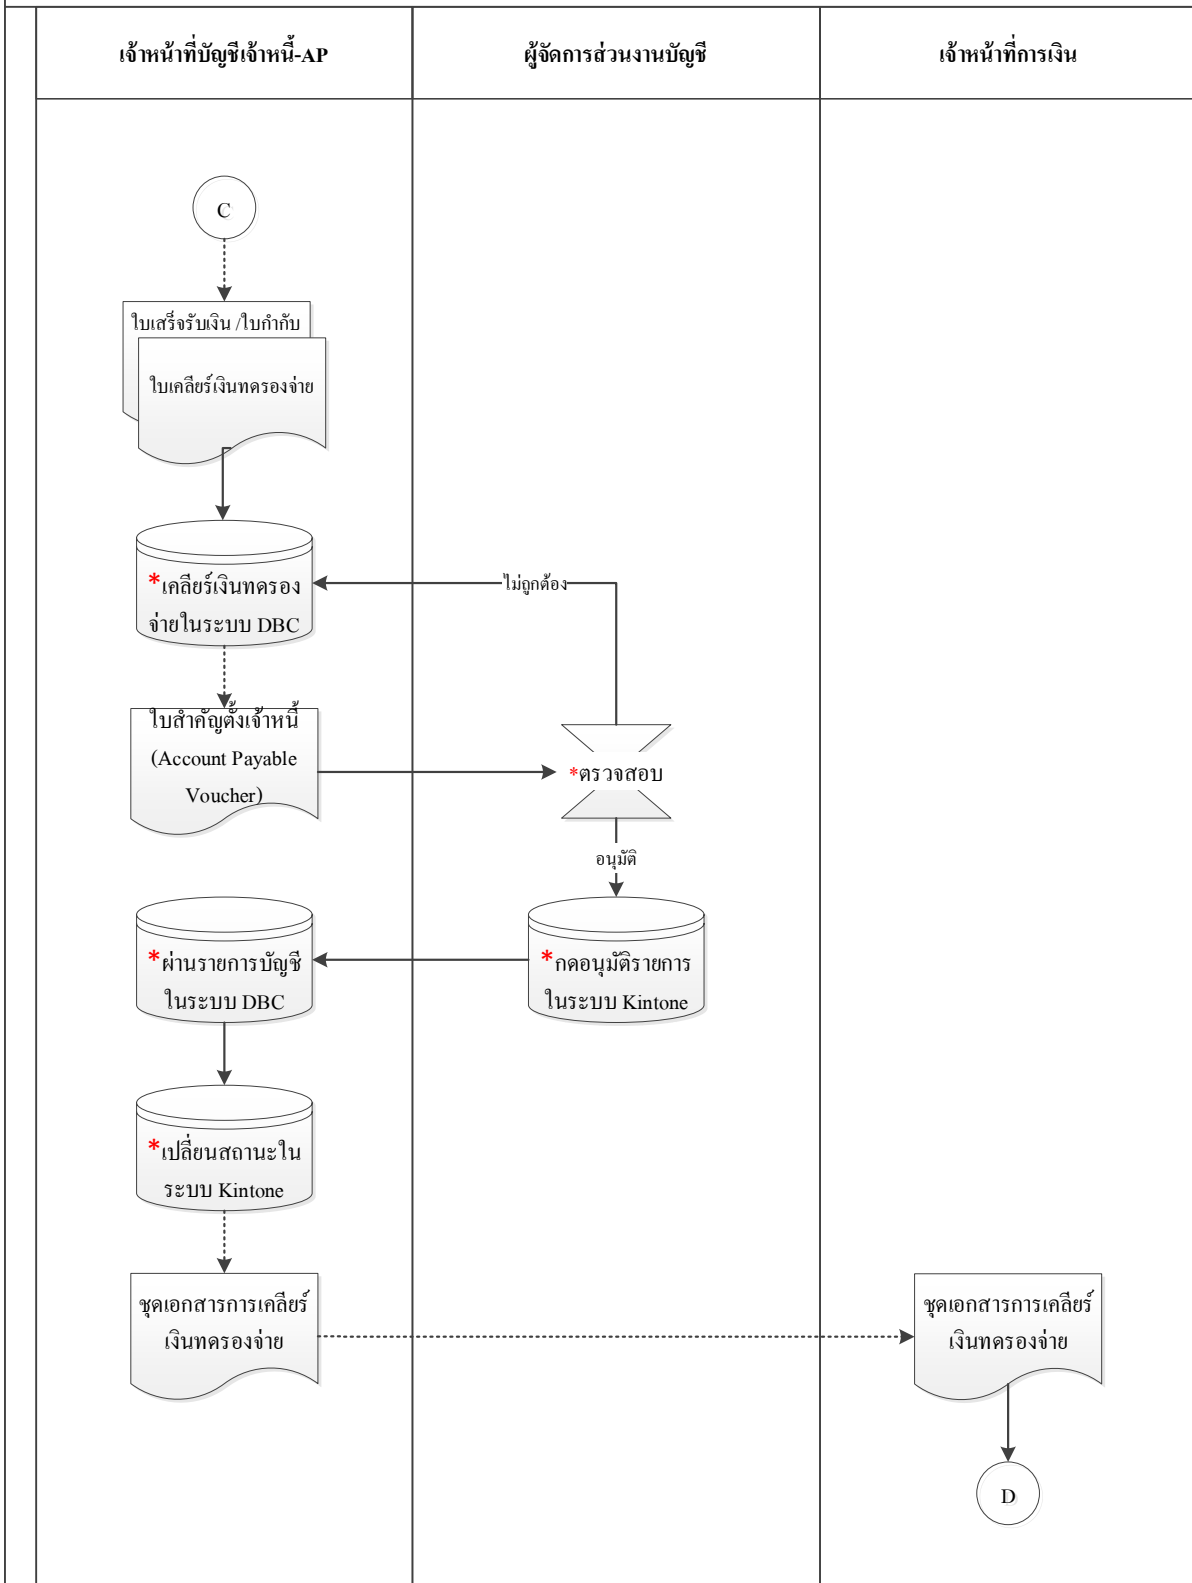 เจ้าหน้าที่บัญชีเจ้าหนี้-AP
ผู้จัดการส่วนงานบัญชี
เจ้าหน้าที่การเงิน
C
ใบเสร็จรับเงิน /ใบกำกับ
ใบเคลียร์เงินทดรองจ่าย
*เคลียร์เงินทดรอง
จ่ายในระบบ DBC
ไม่ถูกต้อง
ใบสำคัญตั้งเจ้าหนี้
(Account Payable
Voucher)
*ตรวจสอบ
อนุมัติ
*กดอนุมัติรายการ
ในระบบ Kintone
*ผ่านรายการบัญชี
ในระบบ DBC
*เปลี่ยนสถานะใน
ระบบ Kintone
ชุดเอกสารการเคลียร์
เงินทดรองจ่าย
ชุดเอกสารการเคลียร์
เงินทดรองจ่าย
D